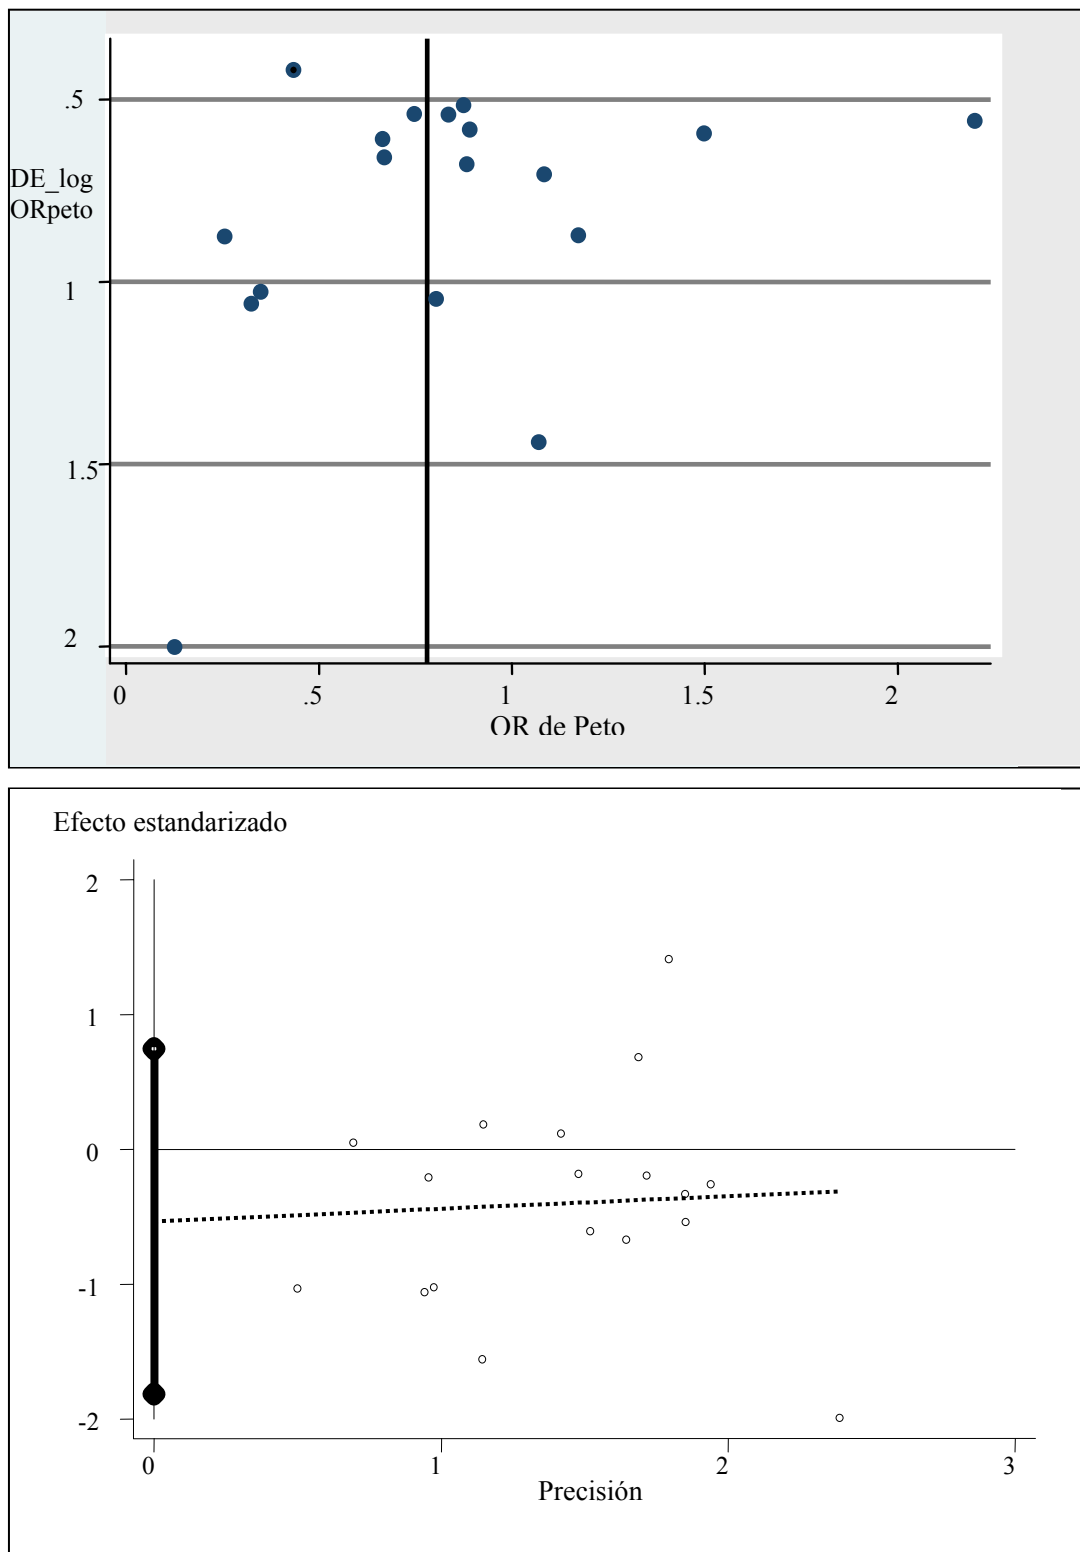 .5
DE_log
ORpeto
1
1.5
2
0 .5 1 1.5 2
OR de Peto
Efecto estandarizado
2
1
0
-1
-2
0 1 2 3
Precisión